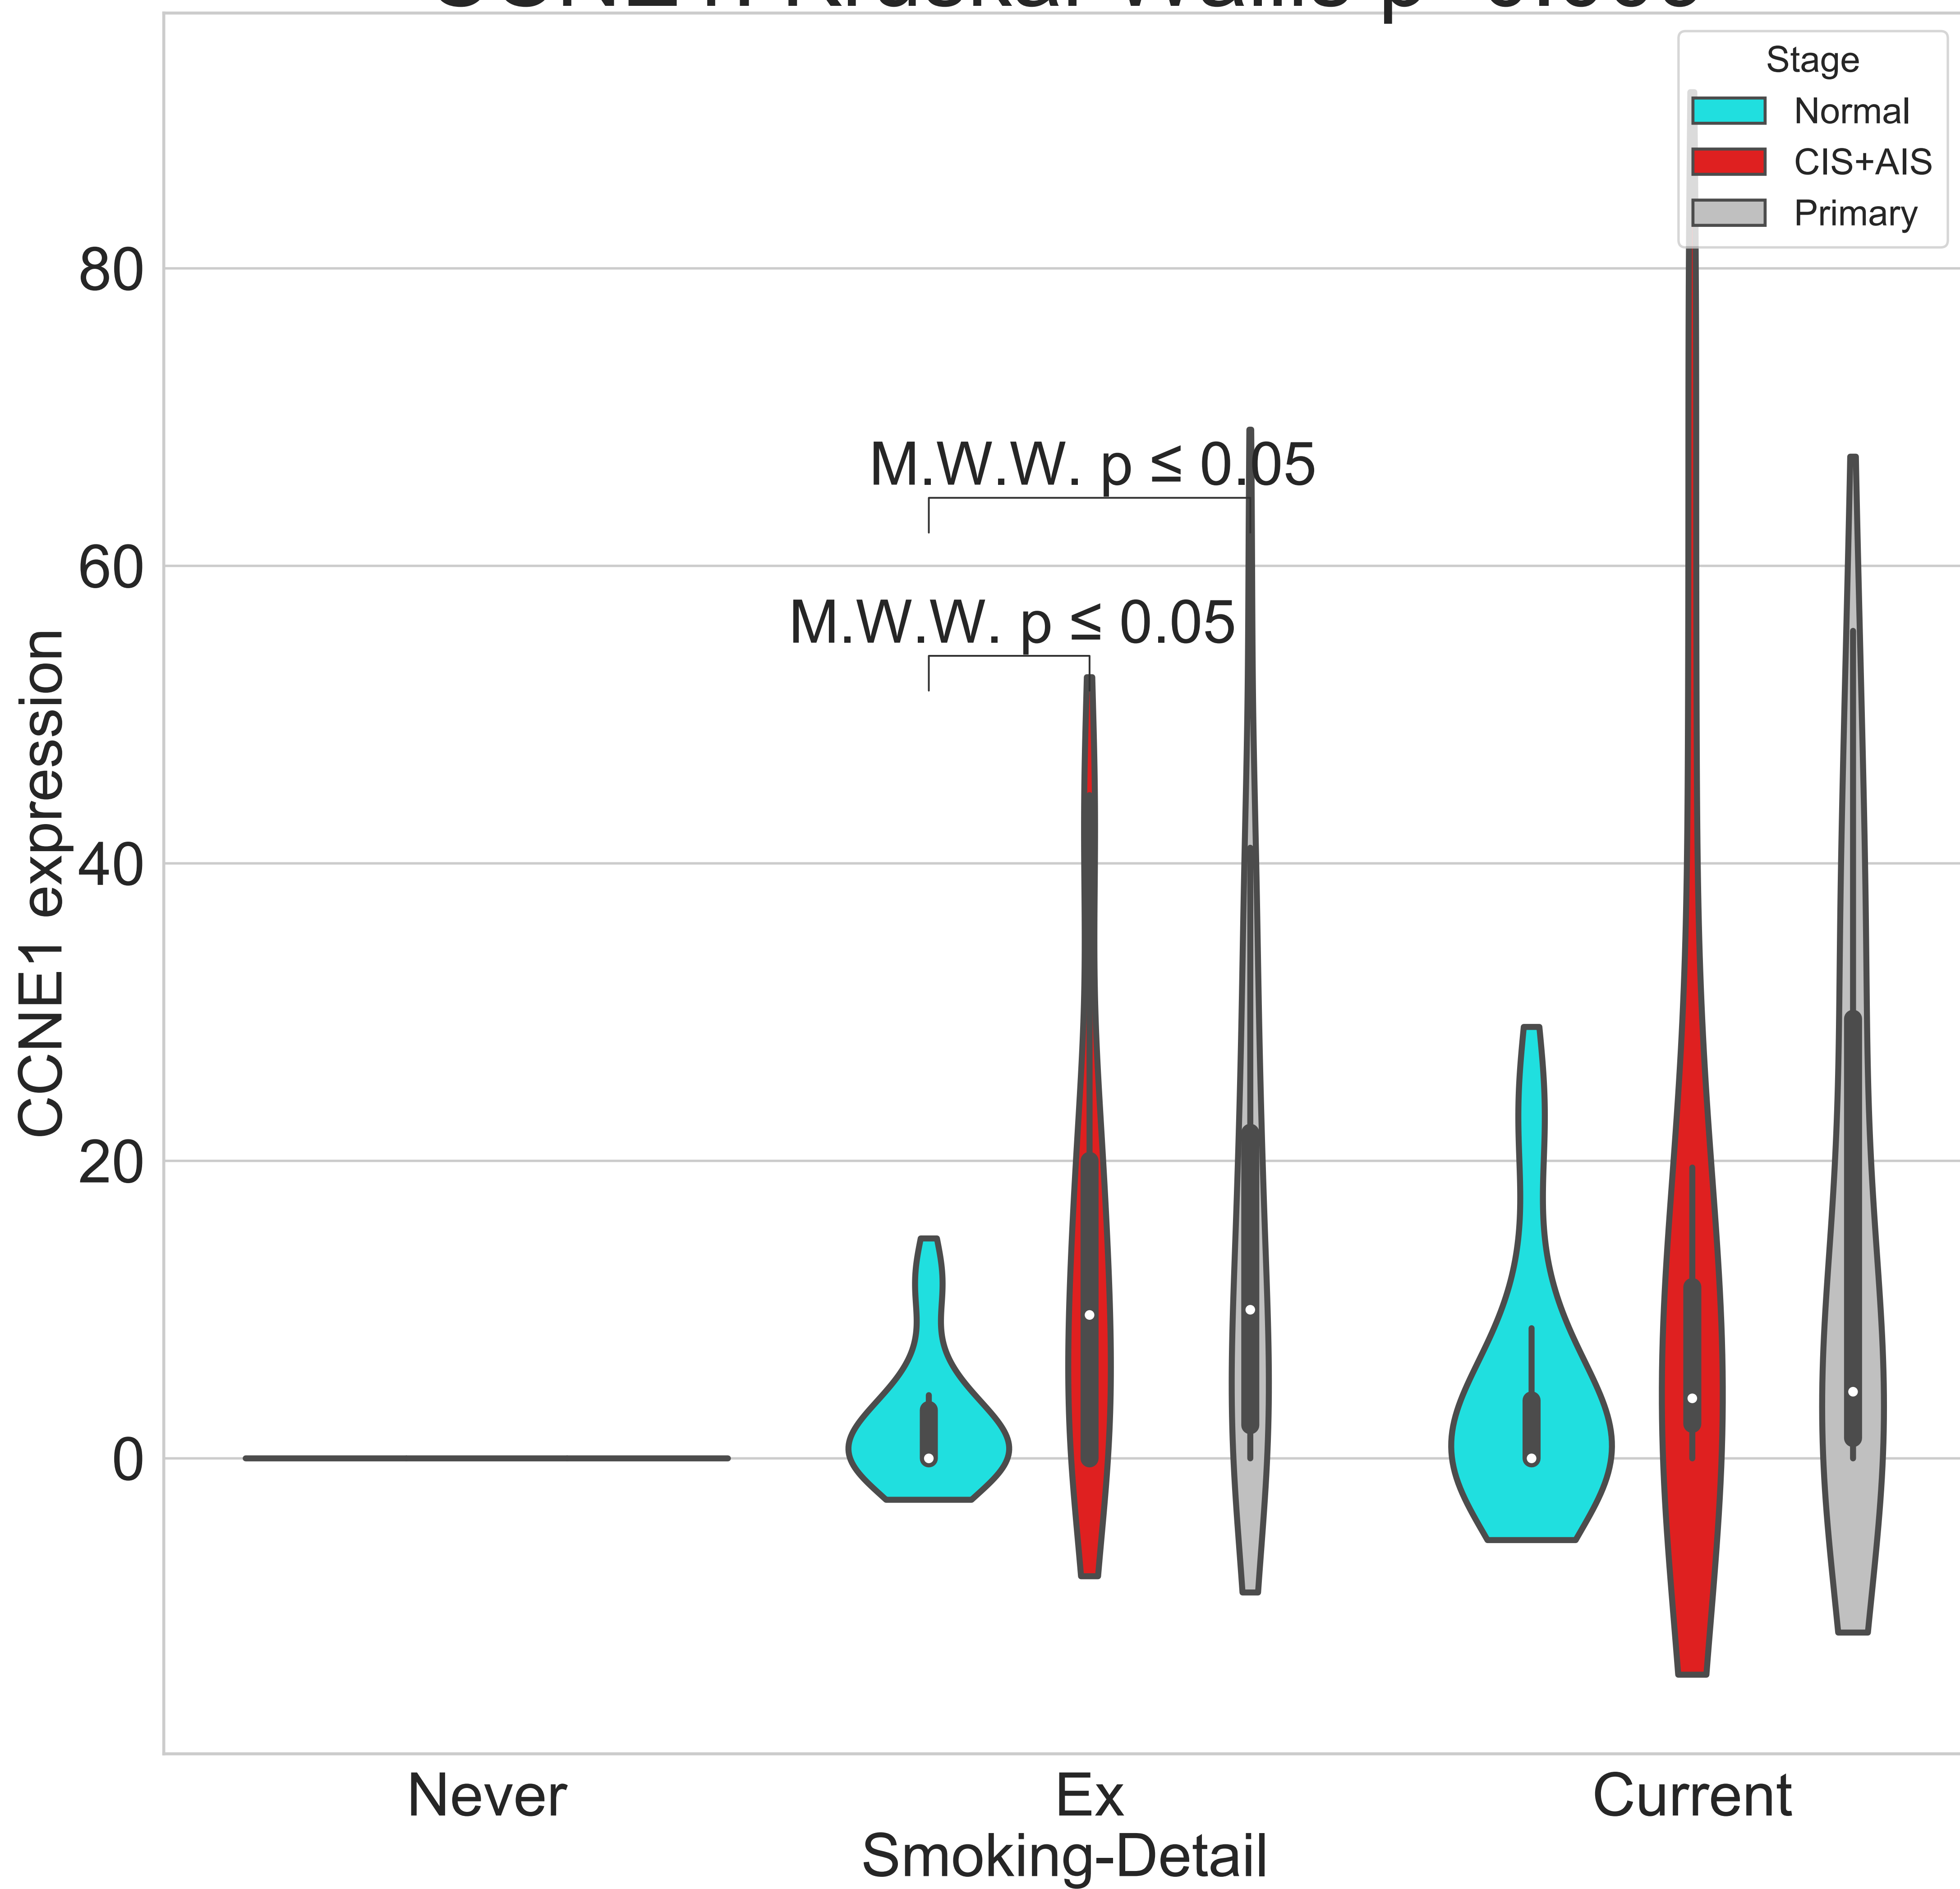 Stage
Normal
CIS+AIS
Primary
80
60
40
20
0
CCNE1 expression
M.W.W. p ≤ 0.05
M.W.W. p ≤ 0.05
Never
Ex
Current
Smoking-Detail